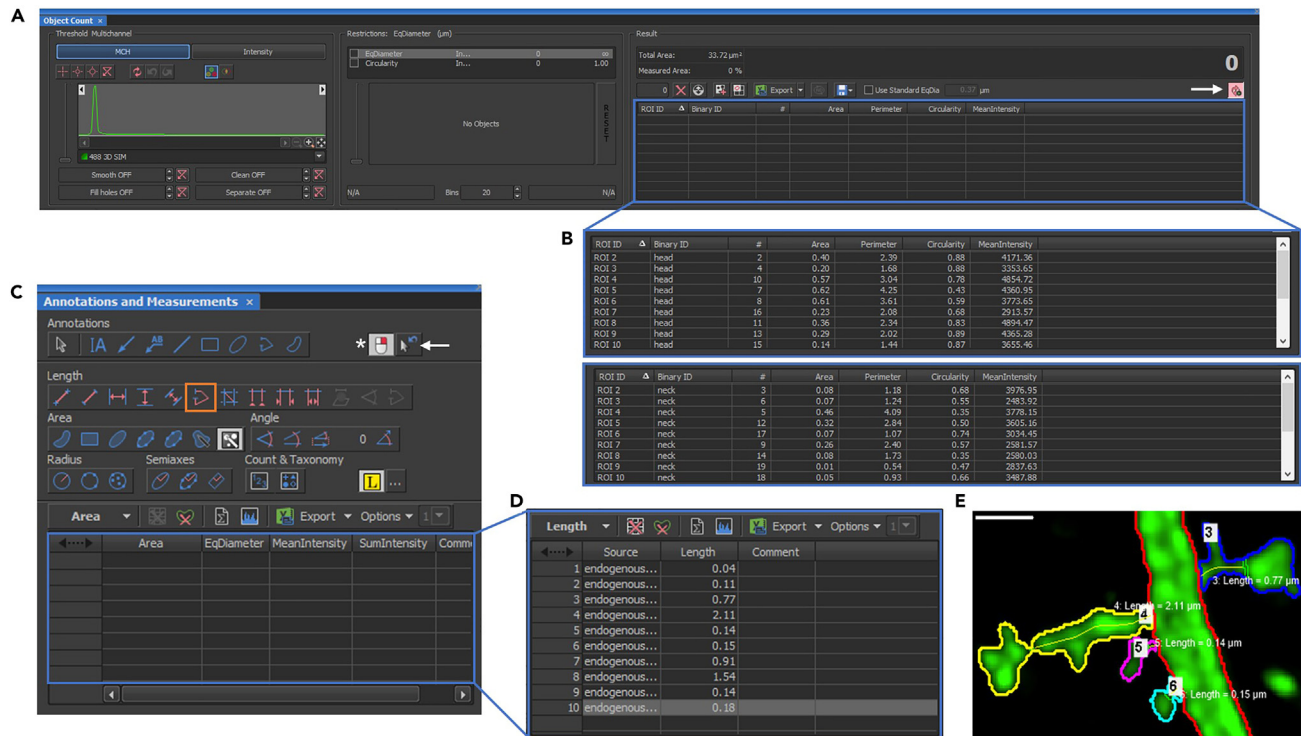 A
Object Count ×
Threshold Multichannel
MCH Intensity
488 3D SIM
Smooth OFF Clean OFF
Fill holes OFF Separate OFF
Restrictions: EqDiameter (µm)
EqDiameter In... 0 ∞
Circularity In... 0 1.00
No Objects
RESET
N/A Bins 20 N/A
Result
Total Area: 33.72 µm²
Measured Area: 0 %
0
0 Export Use Standard EqDia 0.37 µm
ROI ID Binary ID # Area Perimeter Circularity MeanIntensity
B
ROI ID Binary ID # Area Perimeter Circularity MeanIntensity
ROI 2 head 2 0.40 2.39 0.88 4171.36
ROI 3 head 4 0.20 1.68 0.88 3353.65
ROI 4 head 10 0.57 3.04 0.78 4854.72
ROI 5 head 7 0.62 4.25 0.43 4360.95
ROI 6 head 8 0.61 3.61 0.59 3773.65
ROI 7 head 16 0.23 2.08 0.68 2913.57
ROI 8 head 11 0.36 2.34 0.83 4894.47
ROI 9 head 13 0.29 2.02 0.89 4365.28
ROI 10 head 15 0.14 1.44 0.87 3655.46
ROI ID Binary ID # Area Perimeter Circularity MeanIntensity
ROI 2 neck 3 0.08 1.18 0.68 3976.95
ROI 3 neck 6 0.07 1.24 0.55 2483.92
ROI 4 neck 5 0.46 4.09 0.35 3778.15
ROI 5 neck 12 0.32 2.84 0.50 3605.16
ROI 6 neck 17 0.07 1.07 0.74 3034.45
ROI 7 neck 9 0.26 2.40 0.57 2581.57
ROI 8 neck 14 0.08 1.73 0.35 2580.03
ROI 9 neck 19 0.01 0.54 0.47 2837.63
ROI 10 neck 18 0.05 0.93 0.66 3487.88
C
Annotations and Measurements ×
Annotations
*
Length
Area Angle
0
Radius Semiaxes Count & Taxonomy
L ...
Area Export Options 1
Area EqDiameter MeanIntensity SumIntensity Comme
D
Length Export Options 1
Source Length Comment
1 endogenous... 0.04
2 endogenous... 0.11
3 endogenous... 0.77
4 endogenous... 2.11
5 endogenous... 0.14
6 endogenous... 0.15
7 endogenous... 0.91
8 endogenous... 1.54
9 endogenous... 0.14
10 endogenous... 0.18
E
3
3: Length = 0.77 µm
4: Length = 2.11 µm
4
5
5: Length = 0.14 µm
6
6: Length = 0.15 µm